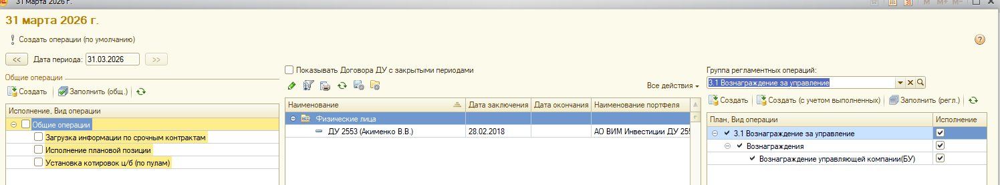 31 марта 2026 г.
M M+ M-
31 марта 2026 г.
Создать операции (по умолчанию)
<< Дата периода: 31.03.2026 >>
Общие операции
Создать Заполнить (общ.)
Исполнение, Вид операции
Общие операции
Загрузка информации по срочным контрактам
Исполнение плановой позиции
Установка котировок ц/б (по пулам)
Показывать Договора ДУ с закрытыми периодами
Все действия
Наименование Дата заключения Дата окончания Наименование портфеля
Физические лица
ДУ 2553 (Акименко В.В.) 28.02.2018 АО ВИМ Инвестиции ДУ 255
Группа регламентных операций:
3.1 Вознаграждение за управление
Создать Создать (с учетом выполненных) Заполнить (регл.)
План, Вид операции Исполнение
3.1 Вознаграждение за управление
Вознаграждения
Вознаграждение управляющей компании(БУ)